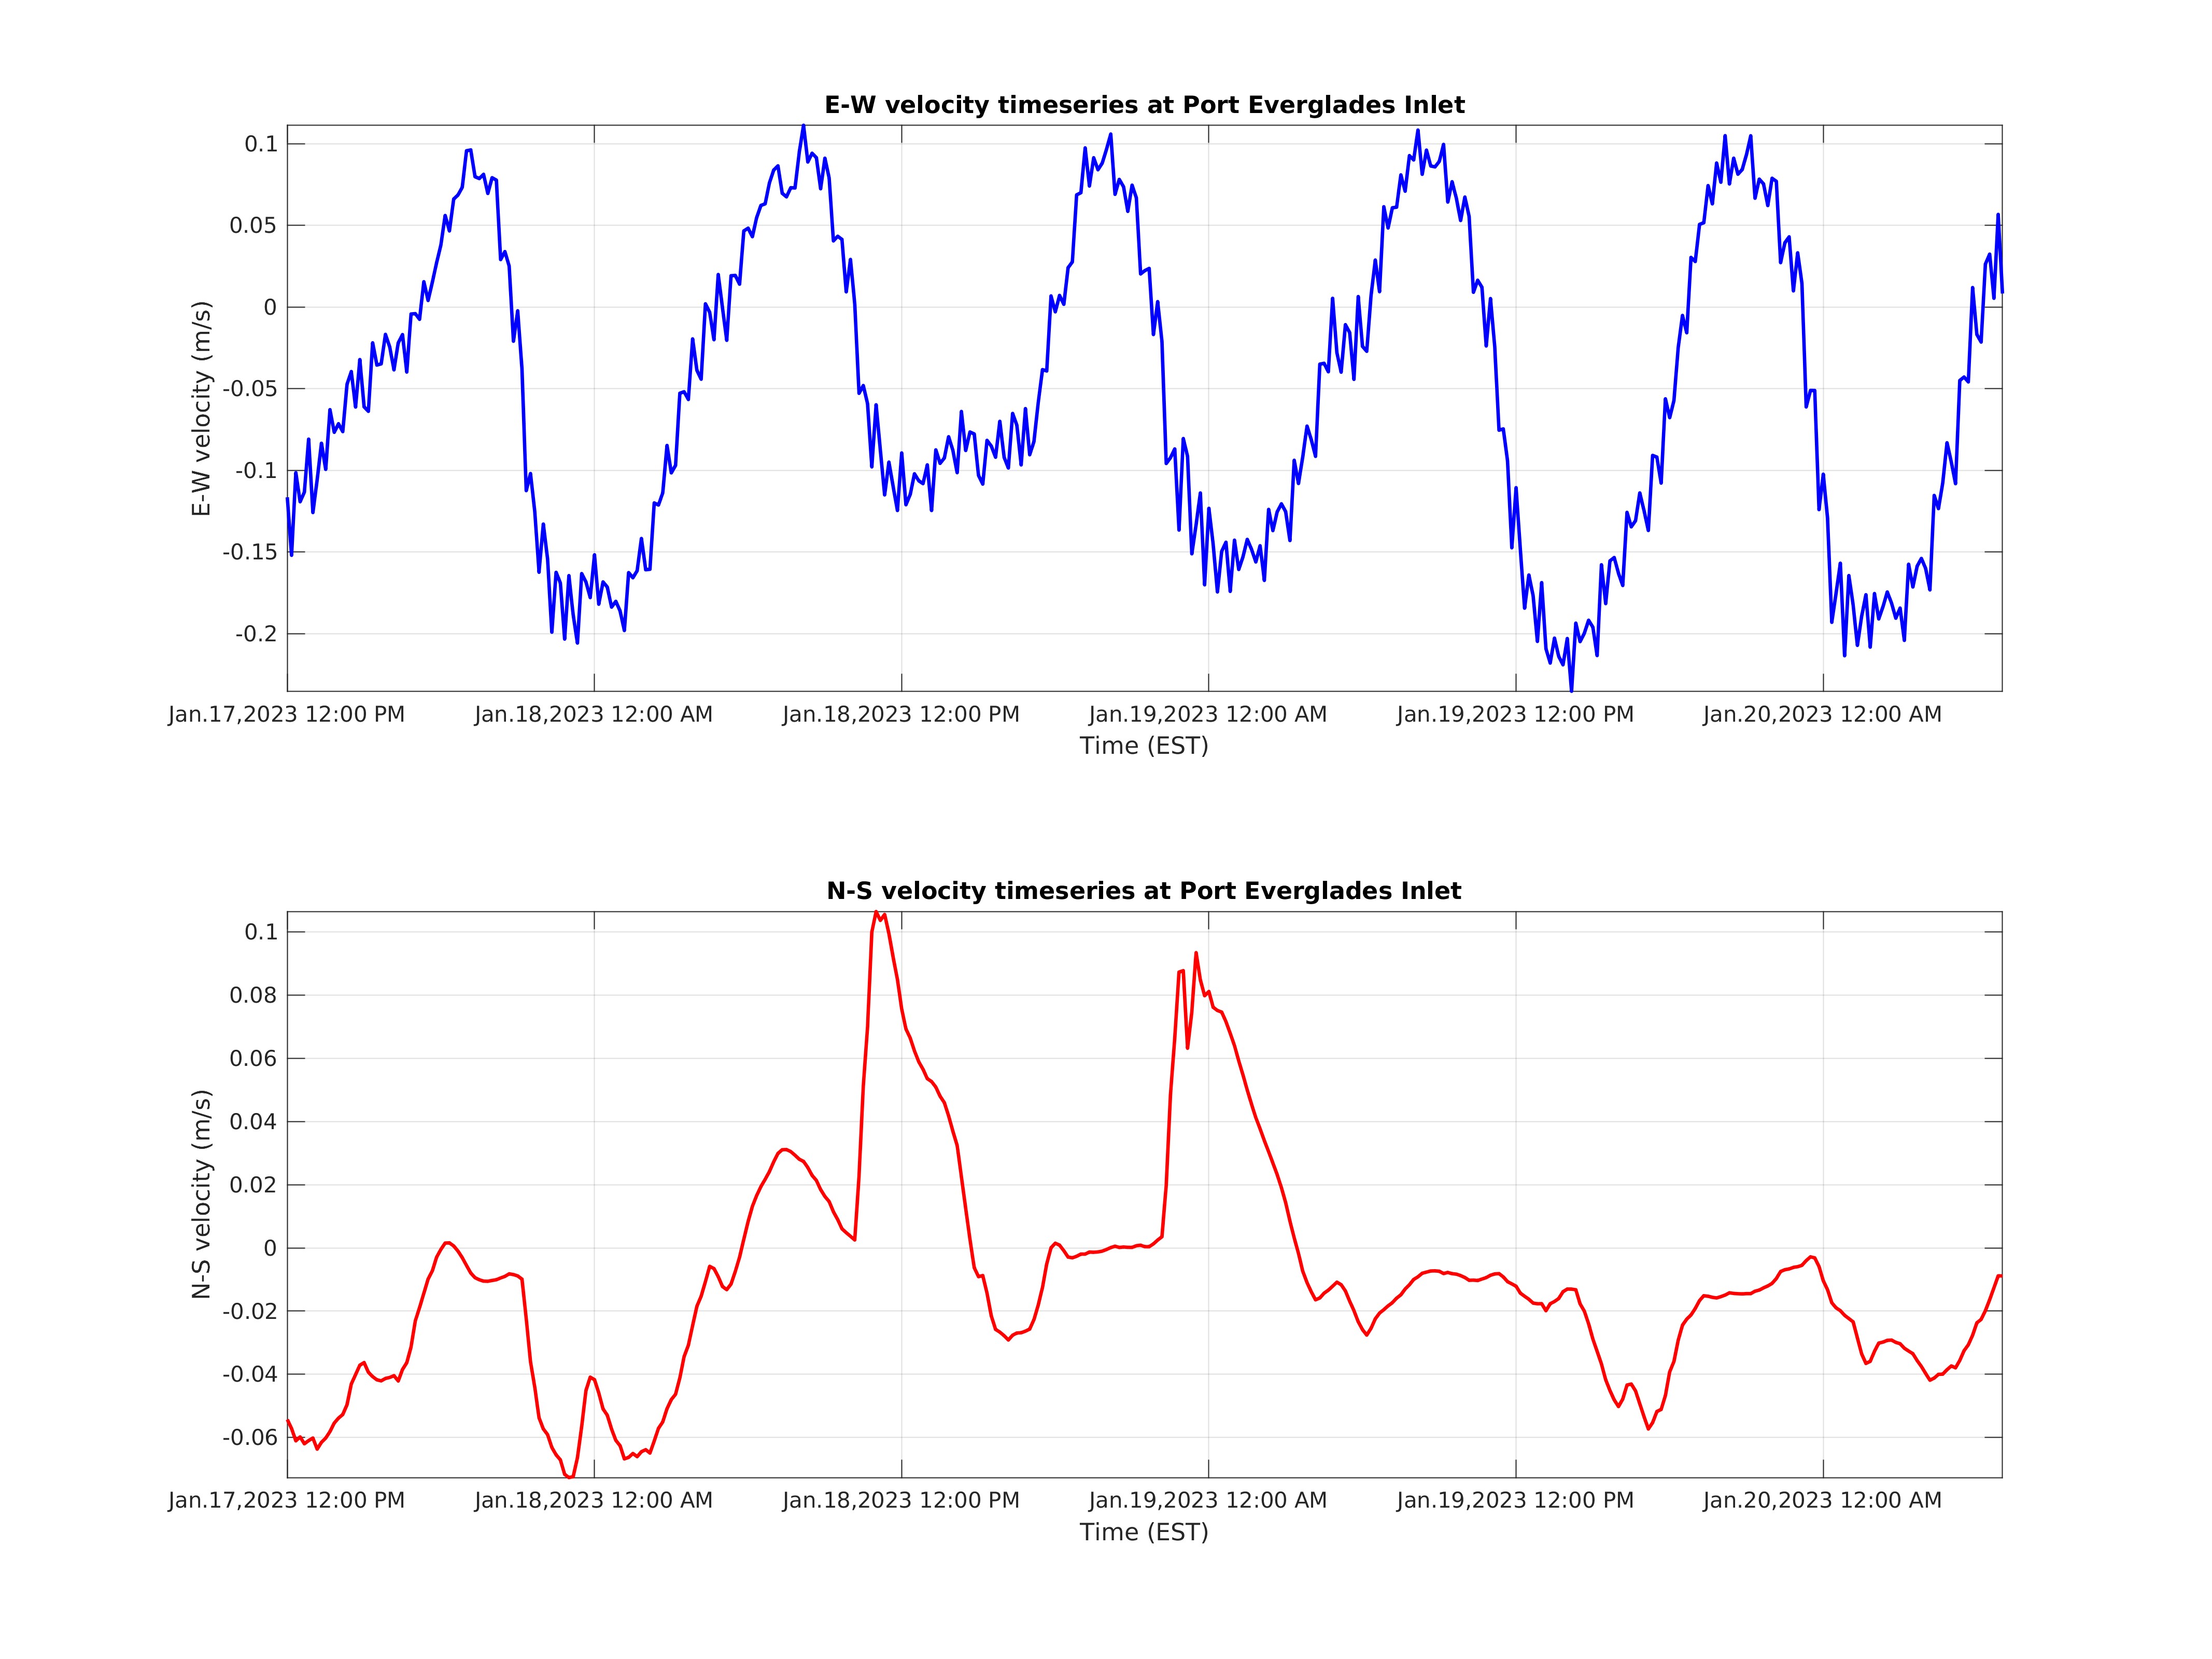 E-W velocity timeseries at Port Everglades Inlet
0.1
0.05
0
-0.05
-0.1
-0.15
-0.2
E-W velocity (m/s)
Jan.17,2023 12:00 PM Jan.18,2023 12:00 AM Jan.18,2023 12:00 PM Jan.19,2023 12:00 AM Jan.19,2023 12:00 PM Jan.20,2023 12:00 AM
Time (EST)
N-S velocity timeseries at Port Everglades Inlet
0.1
0.08
0.06
0.04
0.02
0
-0.02
-0.04
-0.06
N-S velocity (m/s)
Jan.17,2023 12:00 PM Jan.18,2023 12:00 AM Jan.18,2023 12:00 PM Jan.19,2023 12:00 AM Jan.19,2023 12:00 PM Jan.20,2023 12:00 AM
Time (EST)